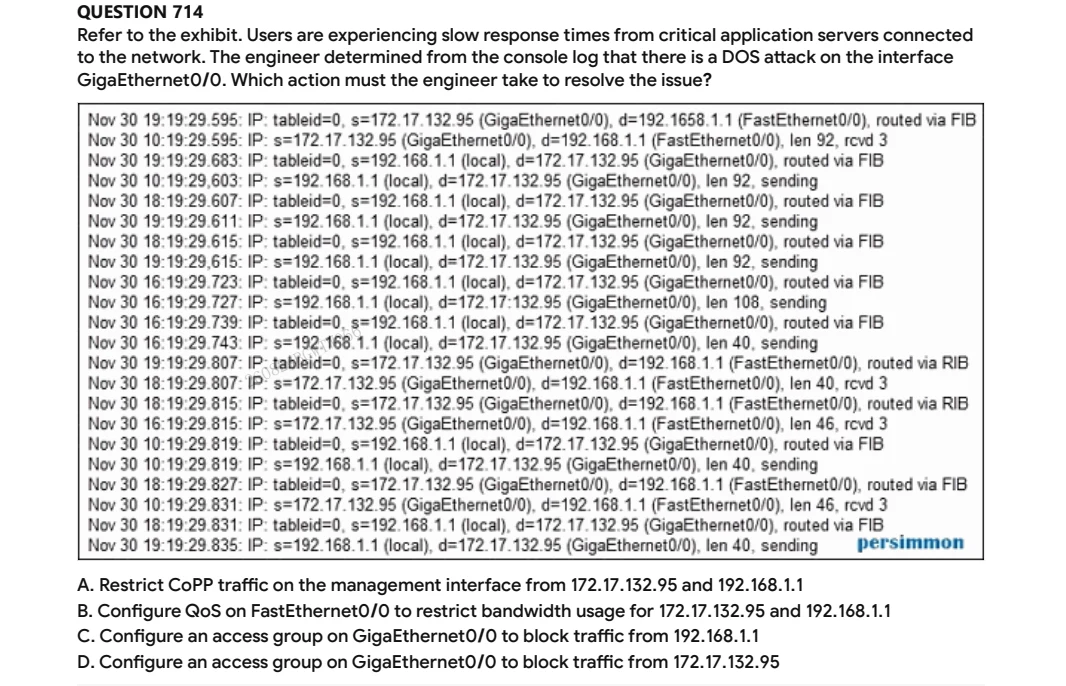 QUESTION 714
Refer to the exhibit. Users are experiencing slow response times from critical application servers connected
to the network. The engineer determined from the console log that there is a DOS attack on the interface
GigaEthernet0/0. Which action must the engineer take to resolve the issue?
Nov 30 19:19:29.595: IP: tableid=0, s=172.17.132.95 (GigaEthernet0/0), d=192.1658.1.1 (FastEthernet0/0), routed via FIB
Nov 30 10:19:29.595: IP: s=172.17.132.95 (GigaEthernet0/0), d=192.168.1.1 (FastEthernet0/0), len 92, rcvd 3
Nov 30 19:19:29.683: IP: tableid=0, s=192.168.1.1 (local), d=172.17.132.95 (GigaEthernet0/0), routed via FIB
Nov 30 10:19:29,603: IP: s=192.168.1.1 (local), d=172.17.132.95 (GigaEthernet0/0), len 92, sending
Nov 30 18:19:29.607: IP: tableid=0, s=192.168.1.1 (local), d=172.17.132.95 (GigaEthernet0/0), routed via FIB
Nov 30 19:19:29.611: IP: s=192.168.1.1 (local), d=172.17.132.95 (GigaEthernet0/0), len 92, sending
Nov 30 18:19:29.615: IP: tableid=0, s=192.168.1.1 (local), d=172.17.132.95 (GigaEthernet0/0), routed via FIB
Nov 30 19:19:29,615: IP: s=192.168.1.1 (local), d=172.17.132.95 (GigaEthernet0/0), len 92, sending
Nov 30 16:19:29.723: IP: tableid=0, s=192.168.1.1 (local), d=172.17.132.95 (GigaEthernet0/0), routed via FIB
Nov 30 16:19:29.727: IP: s=192.168.1.1 (local), d=172.17:132.95 (GigaEthernet0/0), len 108, sending
Nov 30 16:19:29.739: IP: tableid=0, s=192.168.1.1 (local), d=172.17.132.95 (GigaEthernet0/0), routed via FIB
Nov 30 16:19:29.743: IP: s=192.168.1.1 (local), d=172.17.132.95 (GigaEthernet0/0), len 40, sending
Nov 30 19:19:29.807: IP: tableid=0, s=172.17.132.95 (GigaEthernet0/0), d=192.168.1.1 (FastEthernet0/0), routed via RIB
Nov 30 18:19:29.807: IP: s=172.17.132.95 (GigaEthernet0/0), d=192.168.1.1 (FastEthernet0/0), len 40, rcvd 3
Nov 30 18:19:29.815: IP: tableid=0, s=172.17.132.95 (GigaEthernet0/0), d=192.168.1.1 (FastEthernet0/0), routed via RIB
Nov 30 16:19:29.815: IP: s=172.17.132.95 (GigaEthernet0/0), d=192.168.1.1 (FastEthernet0/0), len 46, rcvd 3
Nov 30 10:19:29.819: IP: tableid=0, s=192.168.1.1 (local), d=172.17.132.95 (GigaEthernet0/0), routed via FIB
Nov 30 10:19:29.819: IP: s=192.168.1.1 (local), d=172.17.132.95 (GigaEthernet0/0), len 40, sending
Nov 30 18:19:29.827: IP: tableid=0, s=172.17.132.95 (GigaEthernet0/0), d=192.168.1.1 (FastEthernet0/0), routed via FIB
Nov 30 10:19:29.831: IP: s=172.17.132.95 (GigaEthernet0/0), d=192.168.1.1 (FastEthernet0/0), len 46, rcvd 3
Nov 30 18:19:29.831: IP: tableid=0, s=192.168.1.1 (local), d=172.17.132.95 (GigaEthernet0/0), routed via FIB
Nov 30 19:19:29.835: IP: s=192.168.1.1 (local), d=172.17.132.95 (GigaEthernet0/0), len 40, sending persimmon
A. Restrict CoPP traffic on the management interface from 172.17.132.95 and 192.168.1.1
B. Configure QoS on FastEthernet0/0 to restrict bandwidth usage for 172.17.132.95 and 192.168.1.1
C. Configure an access group on GigaEthernet0/0 to block traffic from 192.168.1.1
D. Configure an access group on GigaEthernet0/0 to block traffic from 172.17.132.95